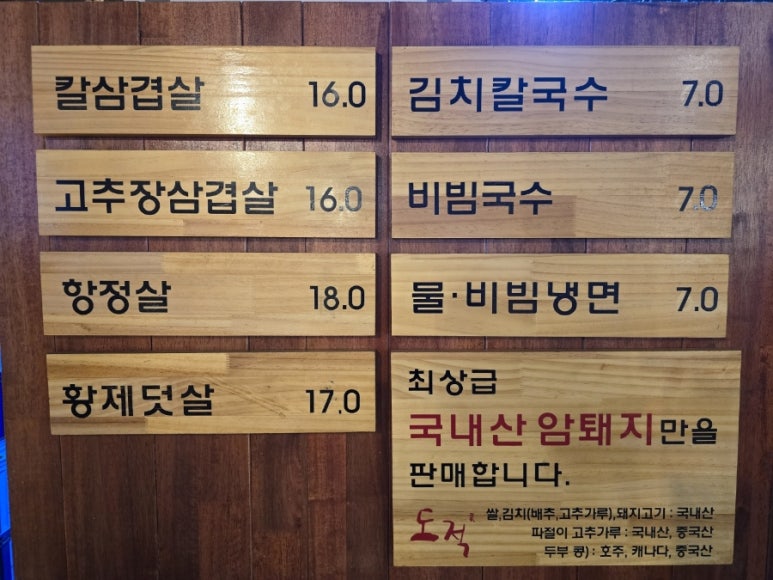 칼삼겹살 16.0
고추장삼겹살 16.0
항정살 18.0
황제덧살 17.0
김치칼국수 7.0
비빔국수 7.0
물·비빔냉면 7.0
최상급
국내산 암퇘지만을
판매합니다.
도적
쌀,김치(배추,고추가루),돼지고기 : 국내산
파절이 고추가루 : 국내산, 중국산
두부 콩) : 호주, 캐나다, 중국산